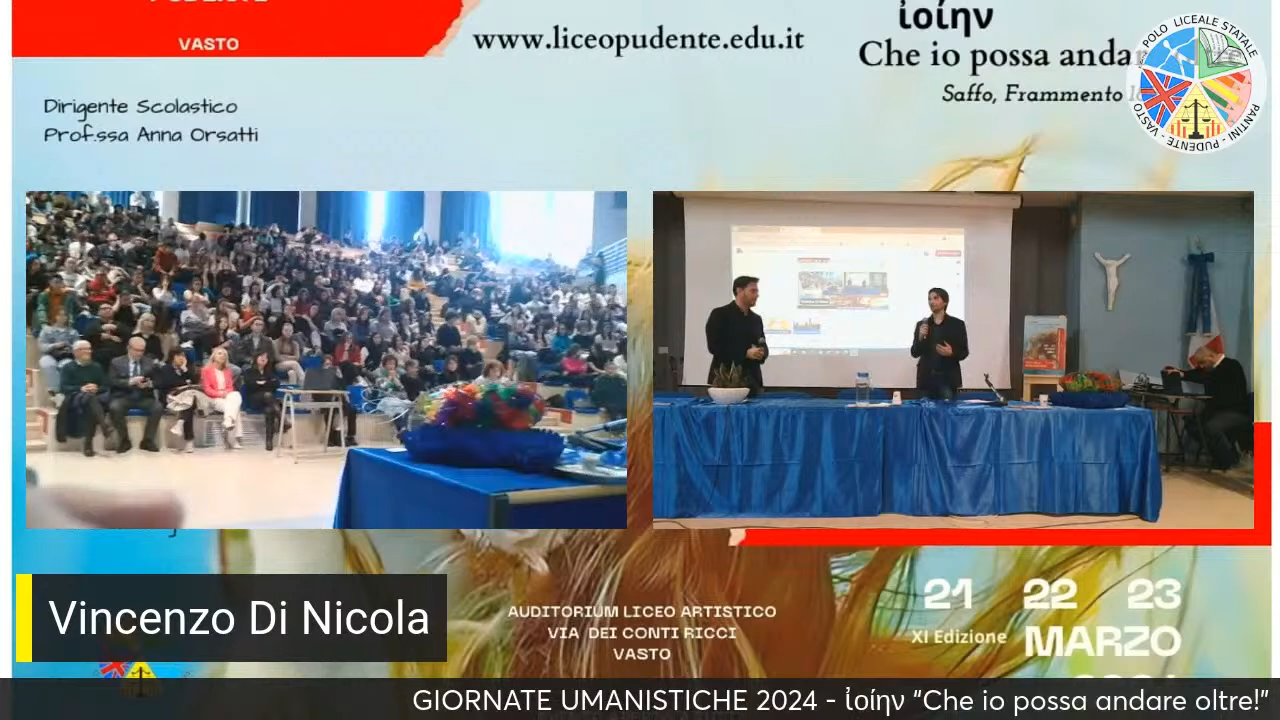 VASTO
www.liceopudente.edu.it
ἰοίην
Che io possa andar
Saffo, Frammento
POLO LICEALE STATALE
PANTINI - PUDENTE - VASTO
Dirigente Scolastico
Prof.ssa Anna Orsatti
Vincenzo Di Nicola
AUDITORIUM LICEO ARTISTICO
VIA DEI CONTI RICCI
VASTO
21 22 23
XI Edizione MARZO
GIORNATE UMANISTICHE 2024 - ἰοίην “Che io possa andare oltre!”